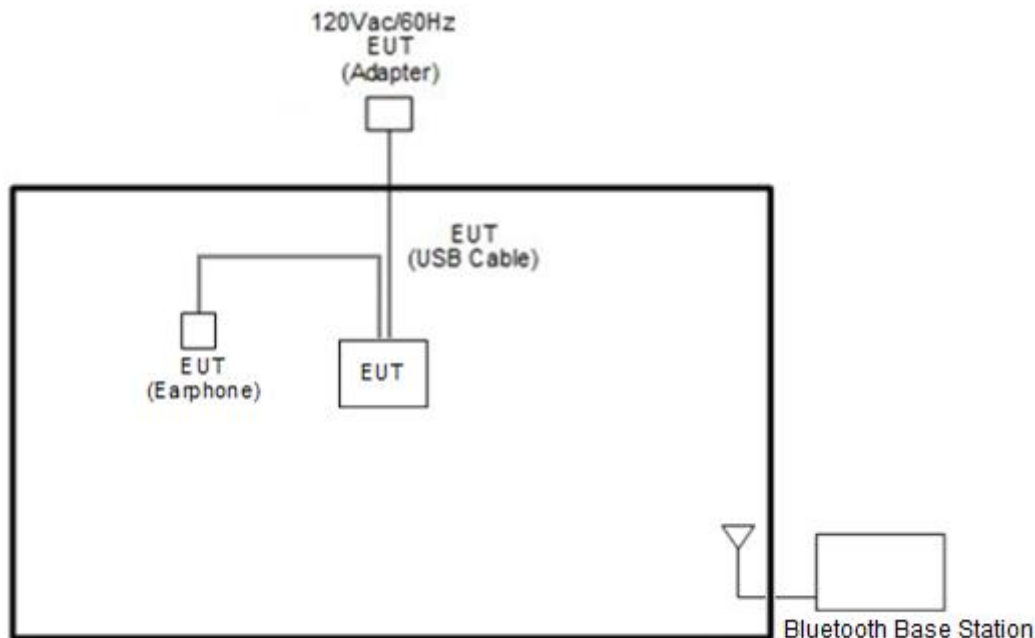 120Vac/60Hz
EUT
(Adapter)
EUT
(USB Cable)
EUT
(Earphone)
EUT
Bluetooth Base Station